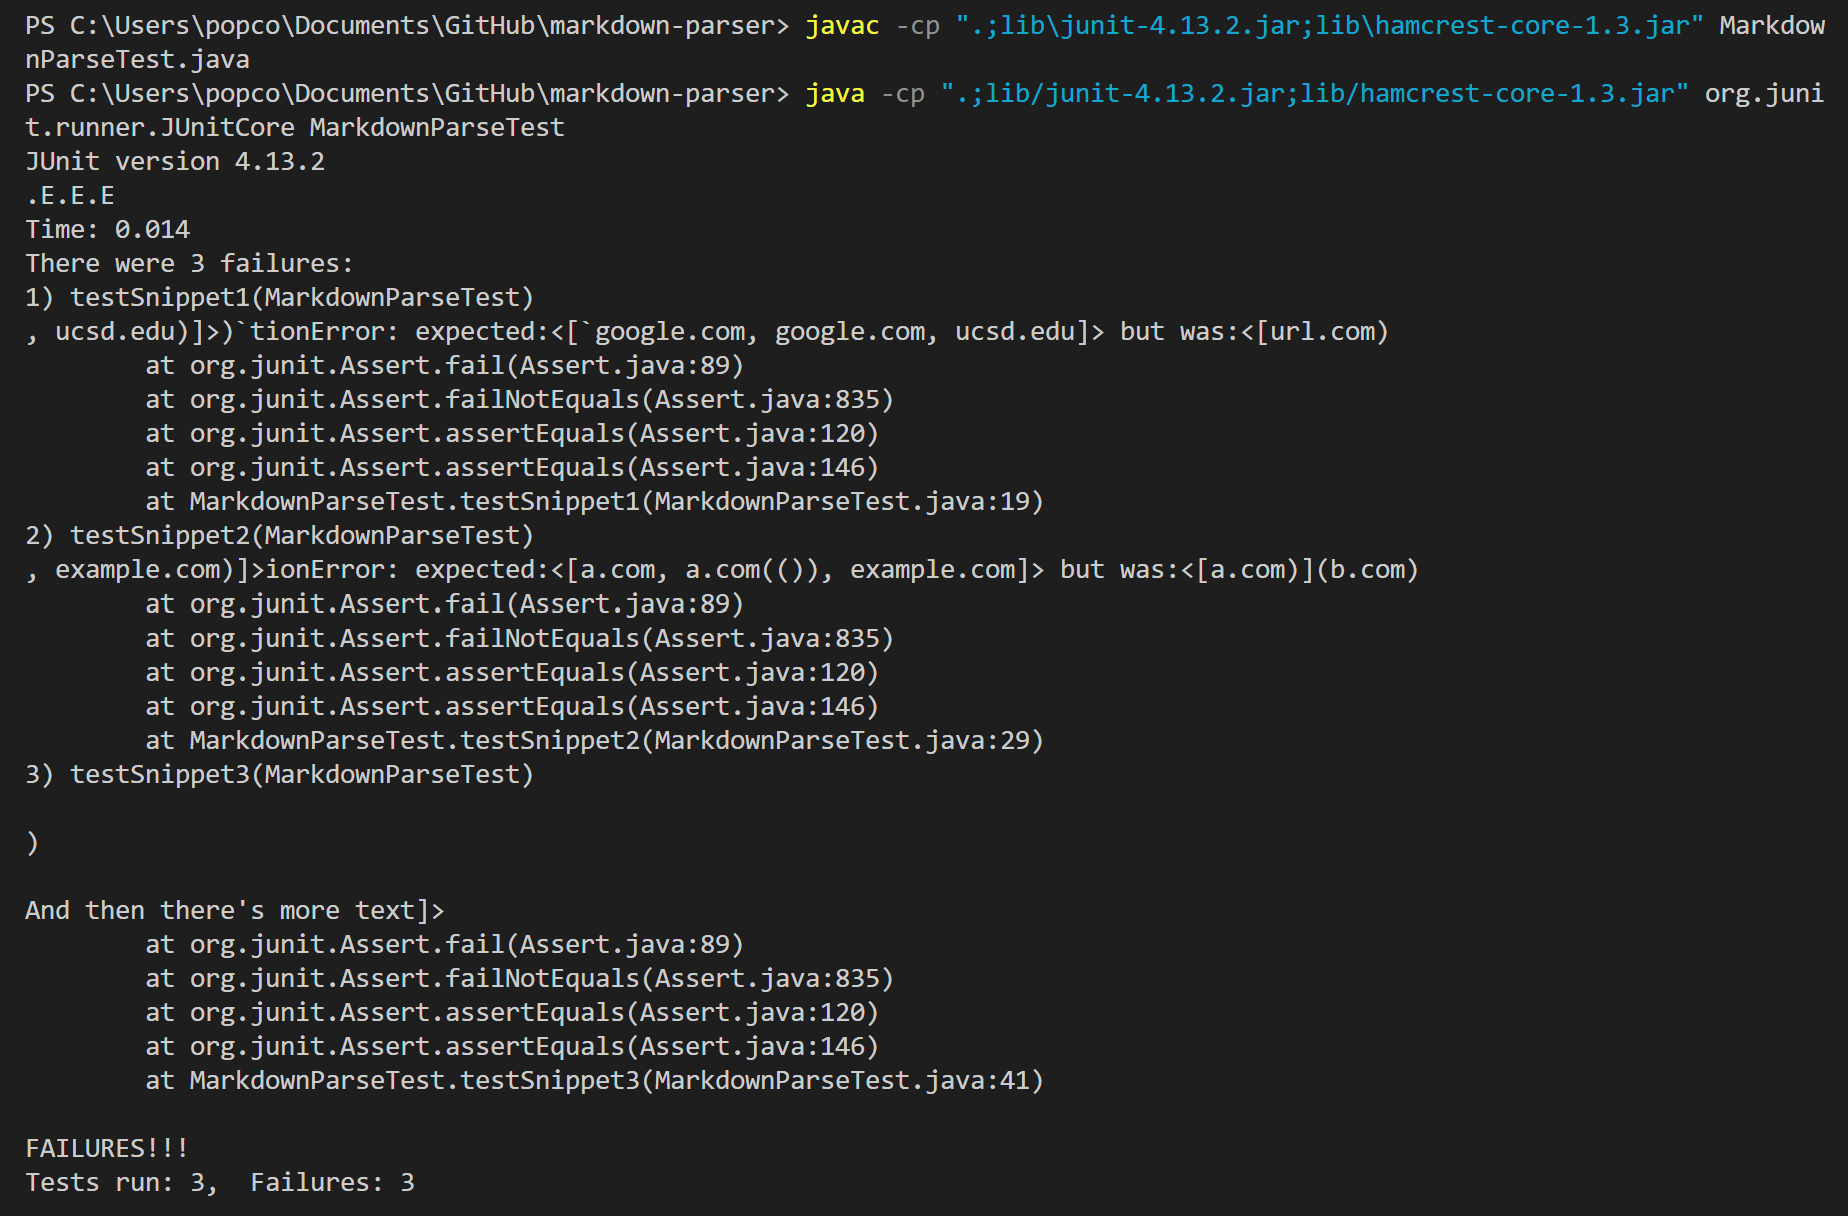 PS C:\Users\popco\Documents\GitHub\markdown-parser> javac -cp ".;lib\junit-4.13.2.jar;lib\hamcrest-core-1.3.jar" Markdow
nParseTest.java
PS C:\Users\popco\Documents\GitHub\markdown-parser> java -cp ".;lib/junit-4.13.2.jar;lib/hamcrest-core-1.3.jar" org.juni
t.runner.JUnitCore MarkdownParseTest
JUnit version 4.13.2
.E.E.E
Time: 0.014
There were 3 failures:
1) testSnippet1(MarkdownParseTest)
, ucsd.edu)]>)`tionError: expected:<[`google.com, google.com, ucsd.edu]> but was:<[url.com)
        at org.junit.Assert.fail(Assert.java:89)
        at org.junit.Assert.failNotEquals(Assert.java:835)
        at org.junit.Assert.assertEquals(Assert.java:120)
        at org.junit.Assert.assertEquals(Assert.java:146)
        at MarkdownParseTest.testSnippet1(MarkdownParseTest.java:19)
2) testSnippet2(MarkdownParseTest)
, example.com)]>ionError: expected:<[a.com, a.com(()), example.com]> but was:<[a.com)](b.com)
        at org.junit.Assert.fail(Assert.java:89)
        at org.junit.Assert.failNotEquals(Assert.java:835)
        at org.junit.Assert.assertEquals(Assert.java:120)
        at org.junit.Assert.assertEquals(Assert.java:146)
        at MarkdownParseTest.testSnippet2(MarkdownParseTest.java:29)
3) testSnippet3(MarkdownParseTest)

)

And then there's more text]>
        at org.junit.Assert.fail(Assert.java:89)
        at org.junit.Assert.failNotEquals(Assert.java:835)
        at org.junit.Assert.assertEquals(Assert.java:120)
        at org.junit.Assert.assertEquals(Assert.java:146)
        at MarkdownParseTest.testSnippet3(MarkdownParseTest.java:41)

FAILURES!!!
Tests run: 3,  Failures: 3